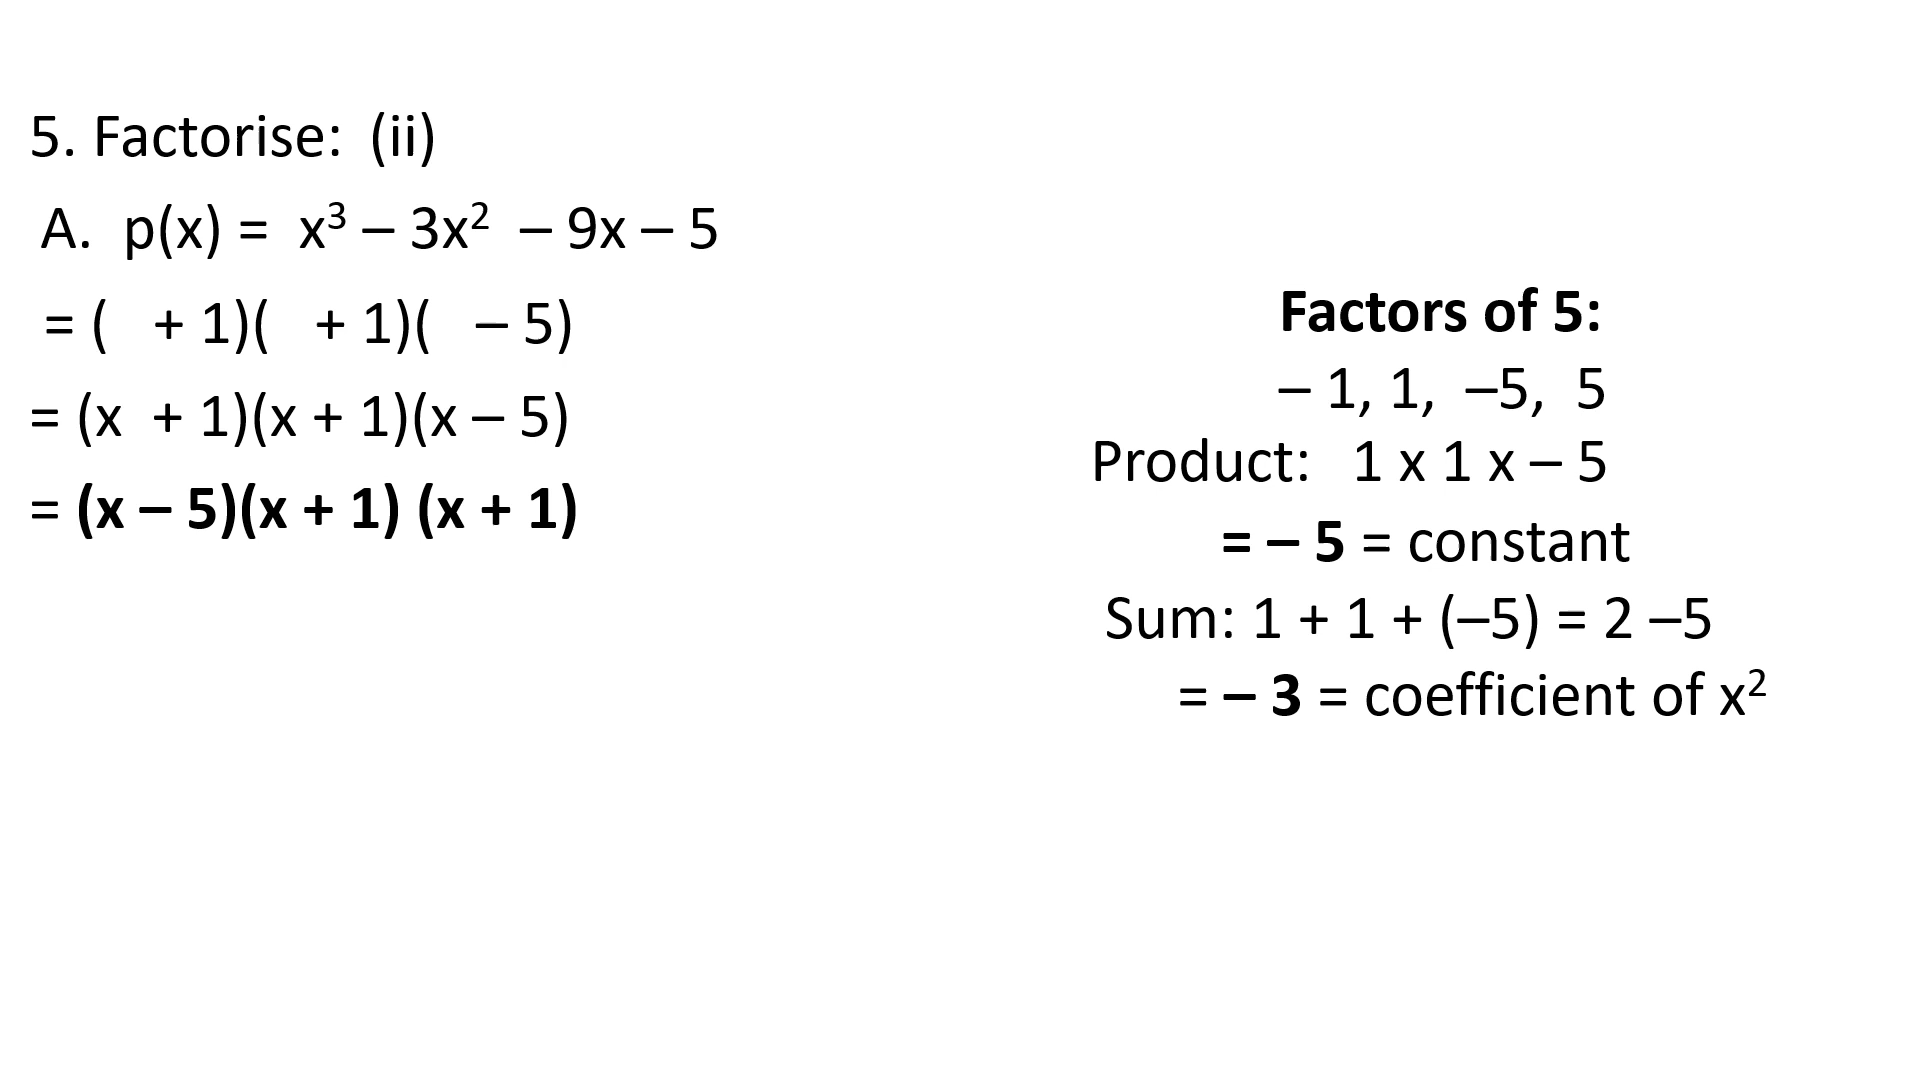 5. Factorise:  (ii)
A.  p(x) =  x³ – 3x²  – 9x – 5
= (   + 1)(   + 1)(   – 5)
= (x  + 1)(x + 1)(x – 5)
= (x – 5)(x + 1) (x + 1)
Factors of 5:
– 1, 1,  –5,  5
Product:   1 x 1 x – 5
= – 5 = constant
Sum: 1 + 1 + (–5) = 2 –5
= – 3 = coefficient of x²